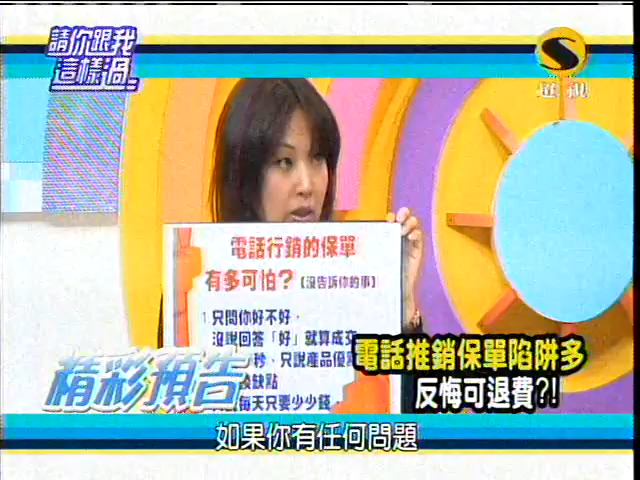 請你跟我
這樣過
S
電話行銷的保單
有多可怕?【沒告訴你的事】
1 只問你好不好,
沒說回答「好」就算成交
秒、只說產品優
缺點
每天只要少少錢,
精彩預告
電話推銷保單陷阱多
反悔可退費?!
如果你有任何問題